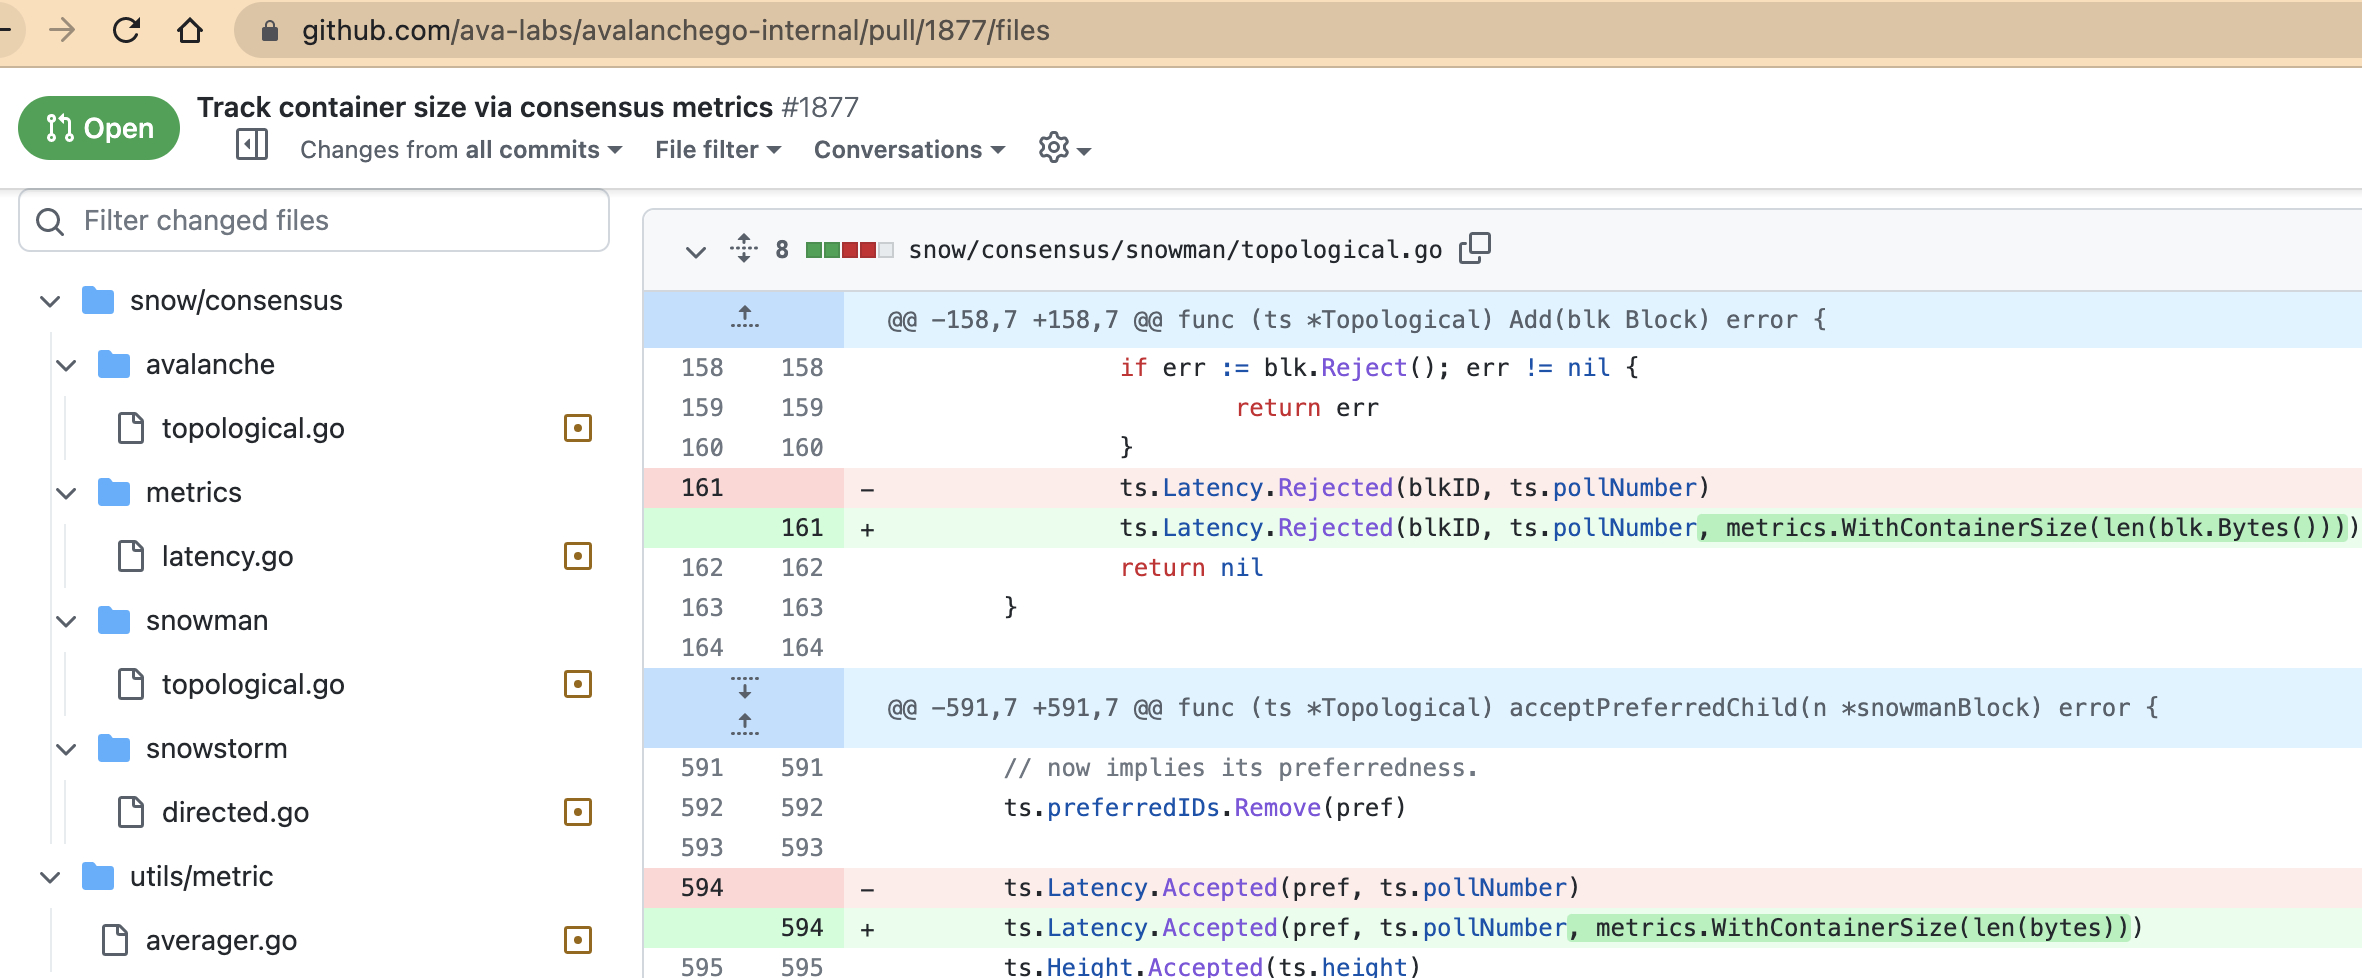 github.com/ava-labs/avalanchego-internal/pull/1877/files
Open
Track container size via consensus metrics #1877
Changes from all commits File filter Conversations
Filter changed files
snow/consensus
avalanche
topological.go
metrics
latency.go
snowman
topological.go
snowstorm
directed.go
utils/metric
averager.go
8 snow/consensus/snowman/topological.go
@@ -158,7 +158,7 @@ func (ts *Topological) Add(blk Block) error {
158 158 if err := blk.Reject(); err != nil {
159 159 return err
160 160 }
161 - ts.Latency.Rejected(blkID, ts.pollNumber)
161 + ts.Latency.Rejected(blkID, ts.pollNumber, metrics.WithContainerSize(len(blk.Bytes())))
162 162 return nil
163 163 }
164 164
@@ -591,7 +591,7 @@ func (ts *Topological) acceptPreferredChild(n *snowmanBlock) error {
591 591 // now implies its preferredness.
592 592 ts.preferredIDs.Remove(pref)
593 593
594 - ts.Latency.Accepted(pref, ts.pollNumber)
594 + ts.Latency.Accepted(pref, ts.pollNumber, metrics.WithContainerSize(len(bytes)))
595 595 ts.Height.Accepted(ts.height)